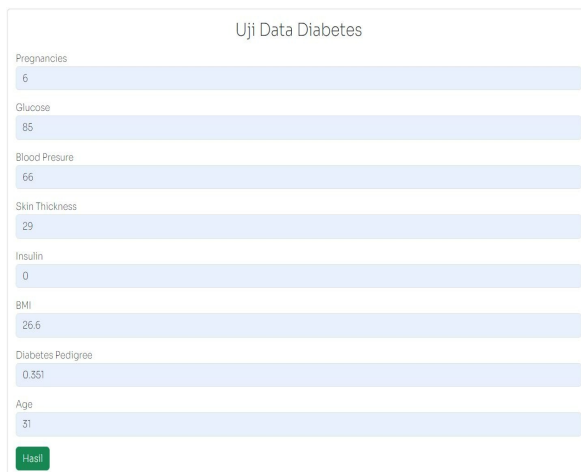 Uji Data Diabetes
Pregnancies
6
Glucose
85
Blood Presure
66
Skin Thickness
29
Insulin
0
BMI
26.6
Diabetes Pedigree
0.351
Age
31
Hasil